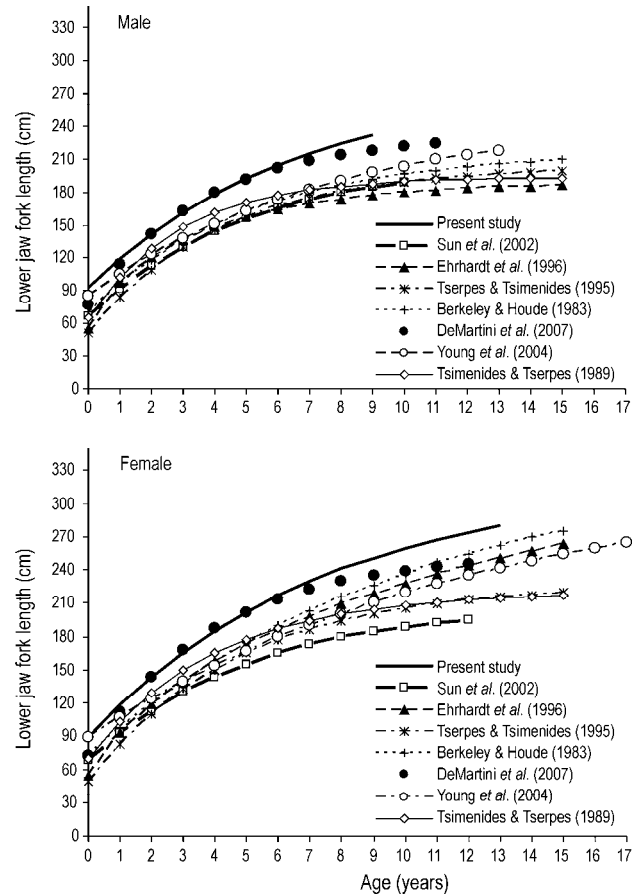 Male
Lower jaw fork length (cm)
330
300
270
240
210
180
150
120
90
60
30
0
0 1 2 3 4 5 6 7 8 9 10 11 12 13 14 15 16 17
Present study
Sun et al. (2002)
Ehrhardt et al. (1996)
Tserpes & Tsimenides (1995)
Berkeley & Houde (1983)
DeMartini et al. (2007)
Young et al. (2004)
Tsimenides & Tserpes (1989)
Female
Lower jaw fork length (cm)
330
300
270
240
210
180
150
120
90
60
30
0
0 1 2 3 4 5 6 7 8 9 10 11 12 13 14 15 16 17
Present study
Sun et al. (2002)
Ehrhardt et al. (1996)
Tserpes & Tsimenides (1995)
Berkeley & Houde (1983)
DeMartini et al. (2007)
Young et al. (2004)
Tsimenides & Tserpes (1989)
Age (years)